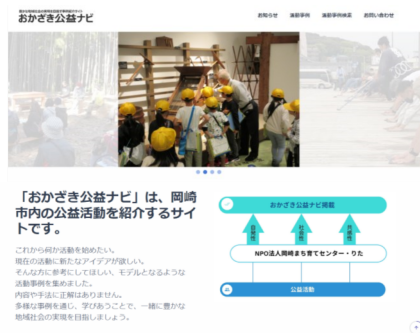 おかざき公益ナビ
お知らせ 活動事例 活動事例検索 お問い合わせ
「おかざき公益ナビ」は、岡崎
市内の公益活動を紹介するサイ
トです。
これから何か活動を始めたい。
現在の活動に新たなアイデアが欲しい。
そんな方に参考にしてほしい、モデルとなるような
活動事例を集めました。
内容や手法に正解はありません。
多様な事例を通じ、学びあうことで、一緒に豊かな
地域社会の実現を目指しましょう。
おかざき公益ナビ掲載
自発性 社会性 共感性
NPO法人岡崎まち育てセンター・りた
公益活動